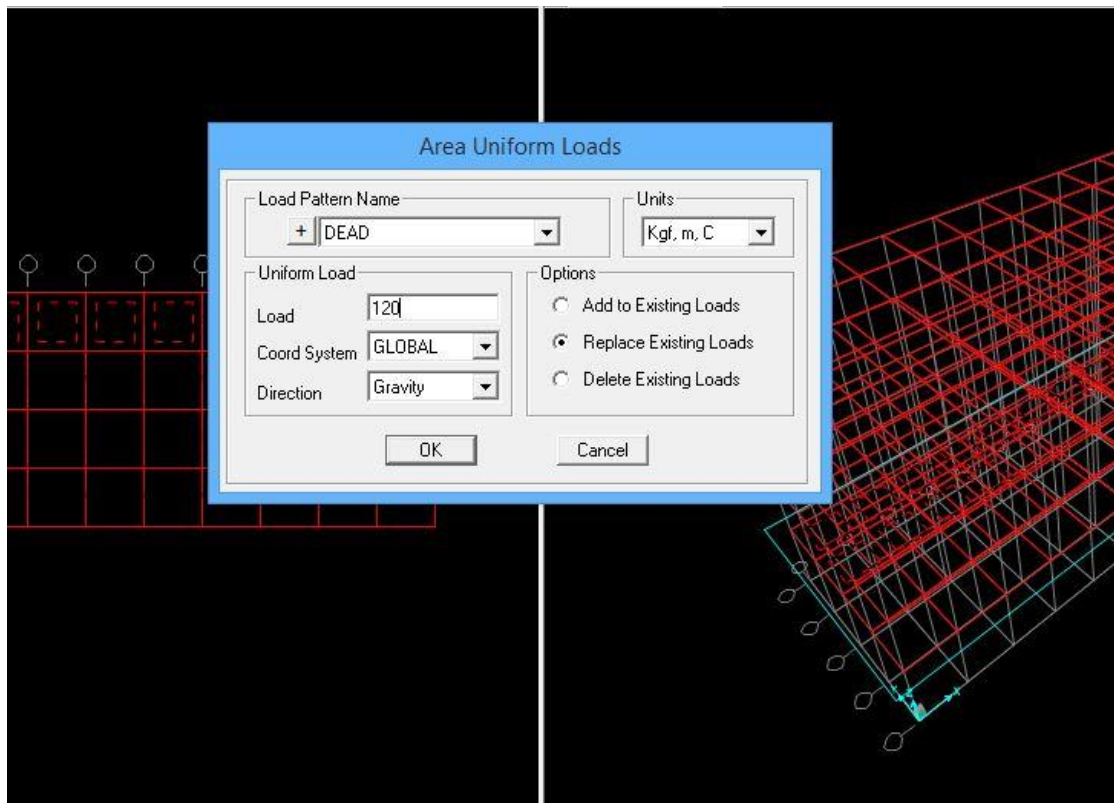 Area Uniform Loads
Load Pattern Name
+ DEAD
Units
Kgf, m, C
Uniform Load
Load 120
Coord System GLOBAL
Direction Gravity
Options
Add to Existing Loads
Replace Existing Loads
Delete Existing Loads
OK
Cancel
X